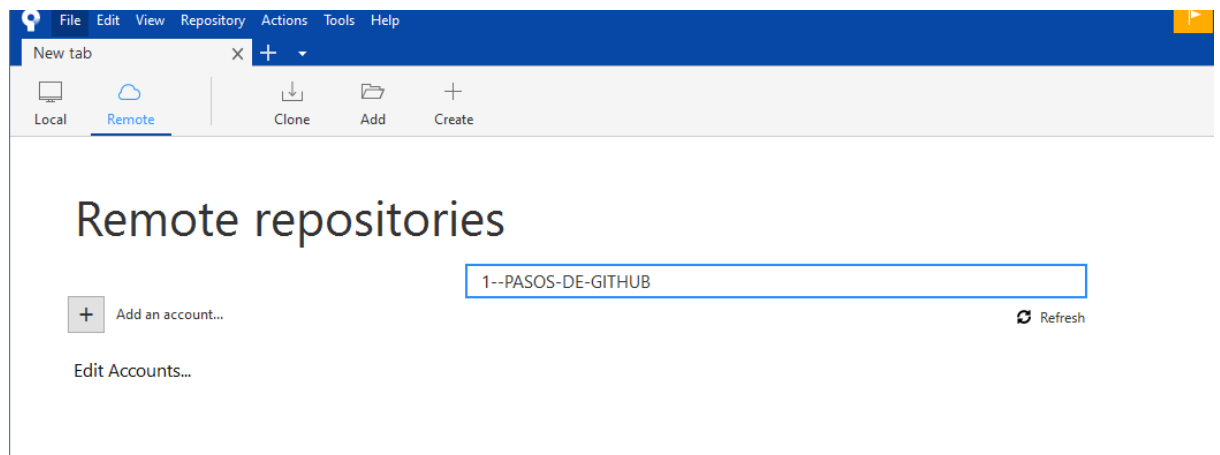 File Edit View Repository Actions Tools Help
New tab
Local Remote Clone Add Create
Remote repositories
1--PASOS-DE-GITHUB
Add an account...
Refresh
Edit Accounts...